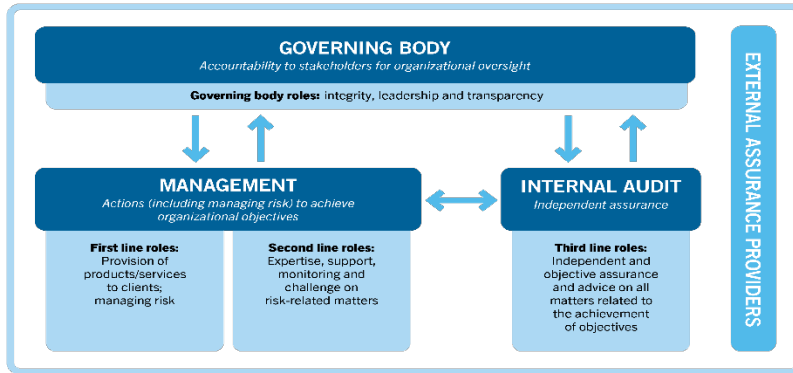 GOVERNING BODY
Accountability to stakeholders for organizational oversight
Governing body roles: integrity, leadership and transparency
MANAGEMENT
Actions (including managing risk) to achieve
organizational objectives
First line roles:
Provision of
products/services
to clients;
managing risk
Second line roles:
Expertise, support,
monitoring and
challenge on
risk-related matters
INTERNAL AUDIT
Independent assurance
Third line roles:
Independent and
objective assurance
and advice on all
matters related to
the achievement
of objectives
EXTERNAL ASSURANCE PROVIDERS